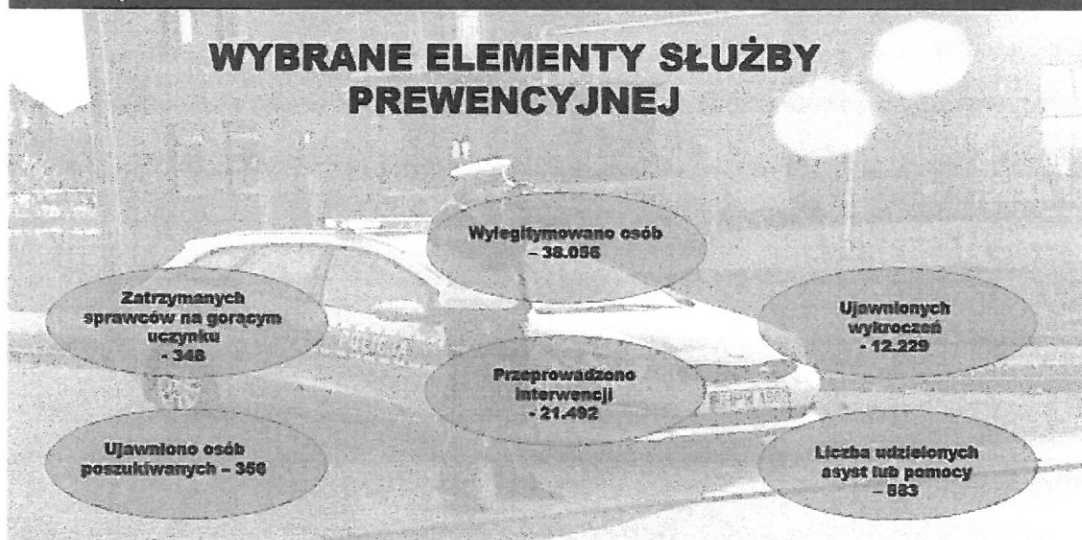 WYBRANE ELEMENTY SŁUŻBY
PREWENCYJNEJ
Wylegitymowano osób
– 38.056
Zatrzymanych
sprawców na gorącym
uczynku
- 348
Ujawnionych
wykroczeń
- 12.229
Przeprowadzono
interwencji
- 21.492
Ujawniono osób
poszukiwanych – 356
Liczba udzielonych
asyst lub pomocy
– 883